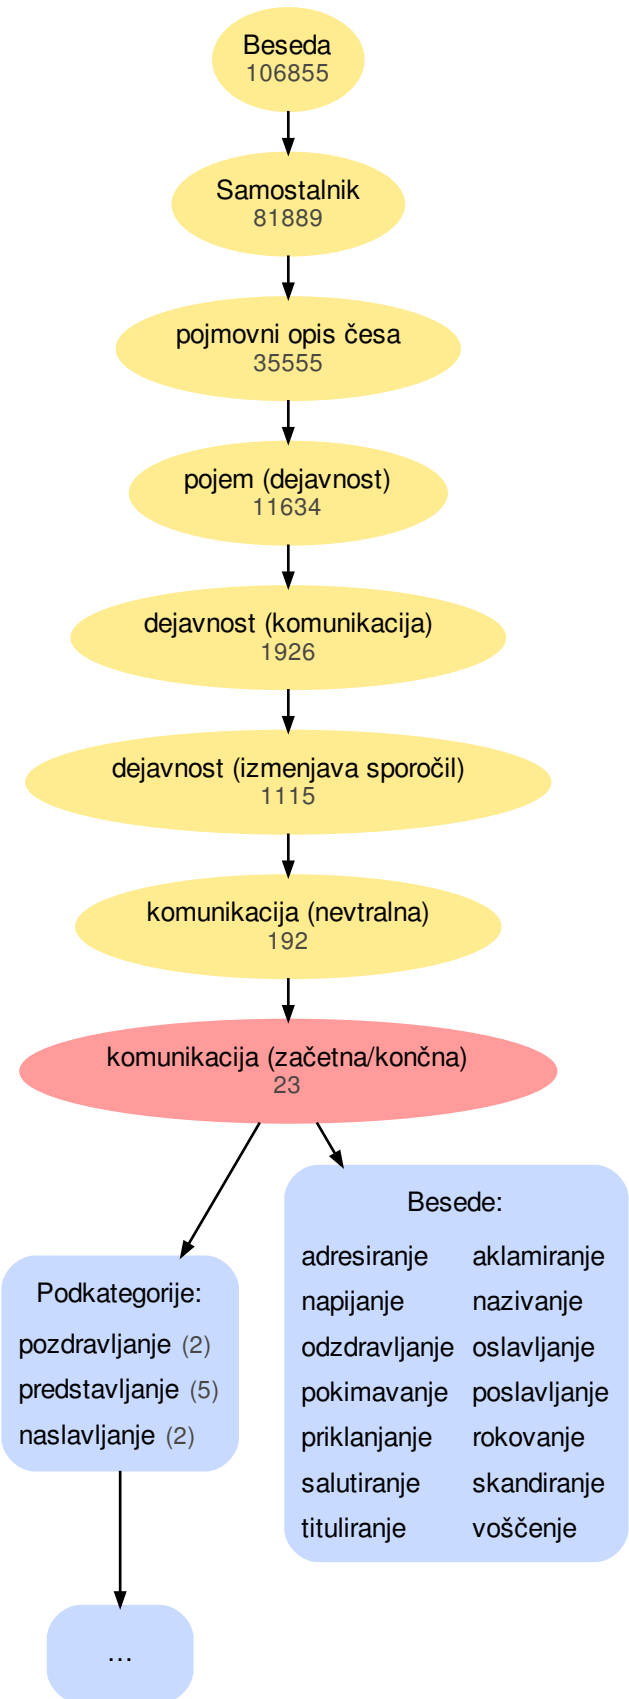 Beseda
106855
Samostalnik
81889
pojmovni opis česa
35555
pojem (dejavnost)
11634
dejavnost (komunikacija)
1926
dejavnost (izmenjava sporočil)
1115
komunikacija (nevtralna)
192
komunikacija (začetna/končna)
23
Podkategorije:
pozdravljanje (2)
predstavljanje (5)
naslavljanje (2)
...
Besede:
adresiranje aklamiranje
napijanje nazivanje
odzdravljanje oslavljanje
pokimavanje poslavljanje
priklanjanje rokovanje
salutiranje skandiranje
tituliranje voščenje